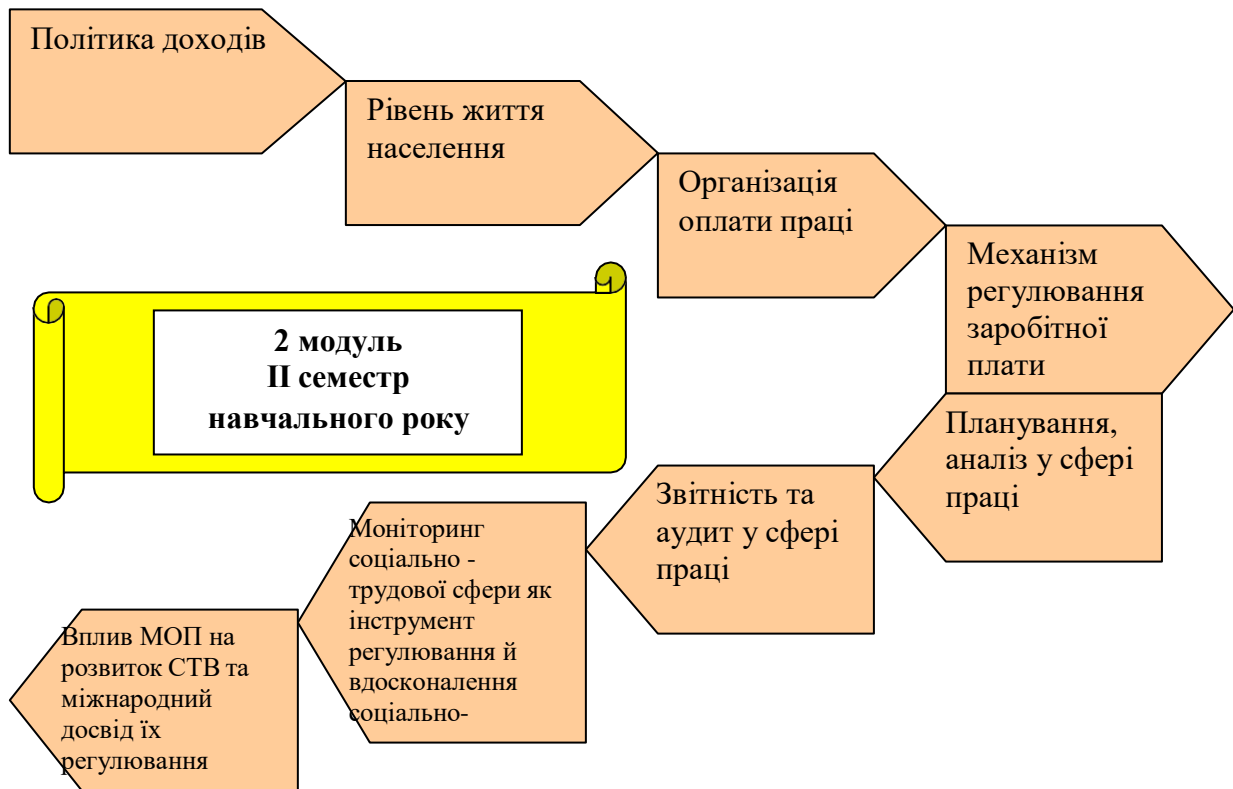 Політика доходів
Рівень життя
населення
Організація
оплати праці
Механізм
регулювання
заробітної
плати
2 модуль
ІІ семестр
навчального року
Планування,
аналіз у сфері
праці
Звітність та
аудит у сфері
праці
Моніторинг
соціально -
трудової сфери як
інструмент
регулювання й
вдосконалення
соціально-
Вплив МОП на
розвиток СТВ та
міжнародний
досвід їх
регулювання